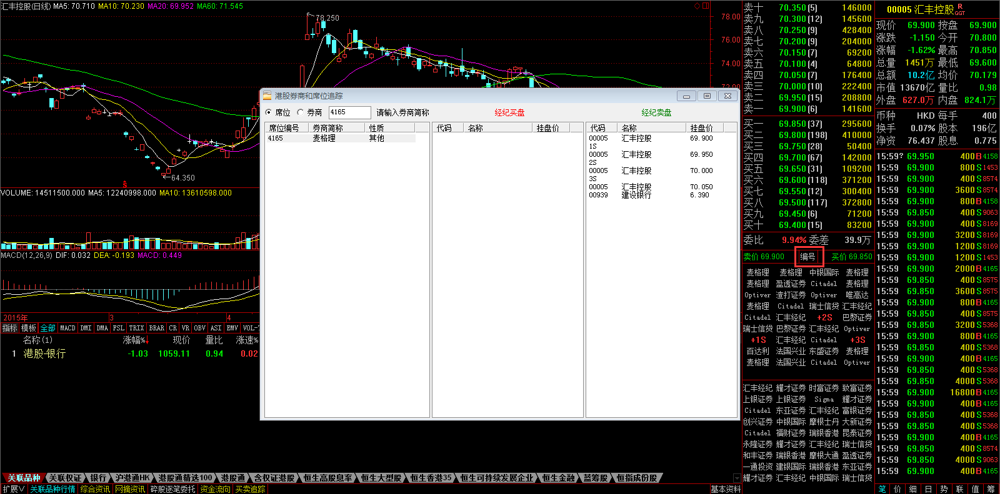 汇丰控股(日线) MA5: 70.710 MA10: 70.230 MA20: 69.952 MA60: 71.545
78.250
78.00
76.00
74.00
72.00
64.350
VOLUME: 14511500.000 MA5: 12240998.000 MA10: 13610598.000
MACD(12,26,9) DIF: 0.032 DEA: -0.193 MACD: 0.449
2015年 3 4
指标 模板 全部 MACD DMI DMA FSL TRIX BRAR CR VR OBV ASI EMV VOL-
名称(1) 涨幅%↓ 现价 量比 涨速%
1 港股-银行 -1.03 1059.11 0.94 0.02
港股券商和席位追踪
席位 券商 4165 请输入券商简称 经纪买盘 经纪卖盘
席位编号 券商简称 性质
4165 麦格理 其他
代码 名称 挂盘价
代码 名称 挂盘价
00005 汇丰控股 69.900
1S
00005 汇丰控股 69.950
2S
00005 汇丰控股 70.000
3S
00005 汇丰控股 70.050
00939 建设银行 6.390
卖十 70.350 (5) 146000
卖九 70.300 (12) 145600
卖八 70.250 (9) 428400
卖七 70.200 (9) 204000
卖六 70.150 (7) 69200
卖五 70.100 (4) 64800
卖四 70.050 (7) 176400
卖三 70.000 (10) 222400
卖二 69.950 (15) 208800
卖一 69.900 (6) 141600
买一 69.850 (37) 295600
买二 69.800 (198) 410000
买三 69.750 (28) 50400
买四 69.700 (67) 142000
买五 69.650 (31) 109200
买六 69.600 (118) 371200
买七 69.550 (12) 300400
买八 69.500 (117) 372800
买九 69.450 (6) 71200
买十 69.400 (15) 83200
委比 9.94% 委差 39.9万
卖价 69.900 编号 买价 69.850
麦格理 麦格理 中银国际 麦格理
麦格理 盈透证券 Citadel 麦格理
Optiver 渣打证券 Optiver 唯高达
麦格理 Citadel 瑞士信贷 汇丰经纪
Citadel 汇丰经纪 +2S 巴黎证券
瑞士信贷 巴黎证券 汇丰经纪 Optiver
+1S 汇丰经纪 Citadel +3S
百达利 法国兴业 东盛证券 麦格理
麦格理 法国兴业 Citadel Optiver
汇丰经纪 耀才证券 时富证券 致富证券
上银证券 上银证券 Sigma 耀才证券
Citadel 东亚证券 汇丰经纪 富银证券
创兴证券 中银国际 摩根士丹 大新证券
Citadel 福财证券 瑞银香港 昆泰证券
永隆证券 耀才证券 汇丰经纪 瑞士信贷
和丰证券 瑞银香港 摩根大通 盈透证券
一通投资 建银国际 瑞银香港 东亚证券
耀才证券 汇丰经纪 中银国际 瑞士信贷
00005 汇丰控股 R GGT
现价 69.900 按盘 69.900
涨跌 -1.150 今开 70.800
涨幅 -1.62% 最高 70.850
总量 1451万 最低 69.600
总额 10.2亿 均价 70.179
市值 13670亿 量比 0.98
外盘 627.0万 内盘 824.1万
币种 HKD 每手 400
换手 0.07% 股本 196亿
净资 76.437 股息 0.775
15:59? 69.950 400 B 4158
15:59 69.900 800 S 1453
15:59 69.900 400 S 8574
15:59 69.900 3600 S 8574
15:59 69.900 800 B 4158
15:59 69.850 400 S 9063
15:59 69.900 400 S 8169
15:59 69.900 3200 S 8169
15:59 69.900 1200 S 8169
15:59 69.900 1200 S 1453
15:59 69.900 2000 B 4165
15:59 69.850 400 S 8575
15:59 69.850 3600 S 8575
15:59 69.900 800 B 4165
15:59 69.850 400 S 8575
15:59 69.850 3200 S 5368
15:59 69.900 800 B 4165
15:59 69.850 400 S 5368
15:59 69.900 400 B 4165
15:59 69.850 400 S 5368
15:59 69.850 4000 S 5368
15:59 69.900 16800 B 4165
15:59 69.900 400 B 4165
15:59 69.850 400 S 5368
15:59 69.850 400 S 5368
15:59 69.900 400 B 4165
15:59 69.850 400 S 8574
15:59 69.850 4000 S 9063
15:59 69.900 400 B 4165
关联品种 关联权证 银行 沪港通HK 港股通精选100 港股通 含权证港股 恒生高股息率 恒生大型股 恒生香港35 恒生可持续发展企业 恒生金融 蓝筹股 恒指成份股
扩展∨ 关联品种行情 综合资讯 网摘资讯 碎股逐笔委托 资金流向 买卖追踪 基本资料 笔 价 细 日 势 联 值 筹